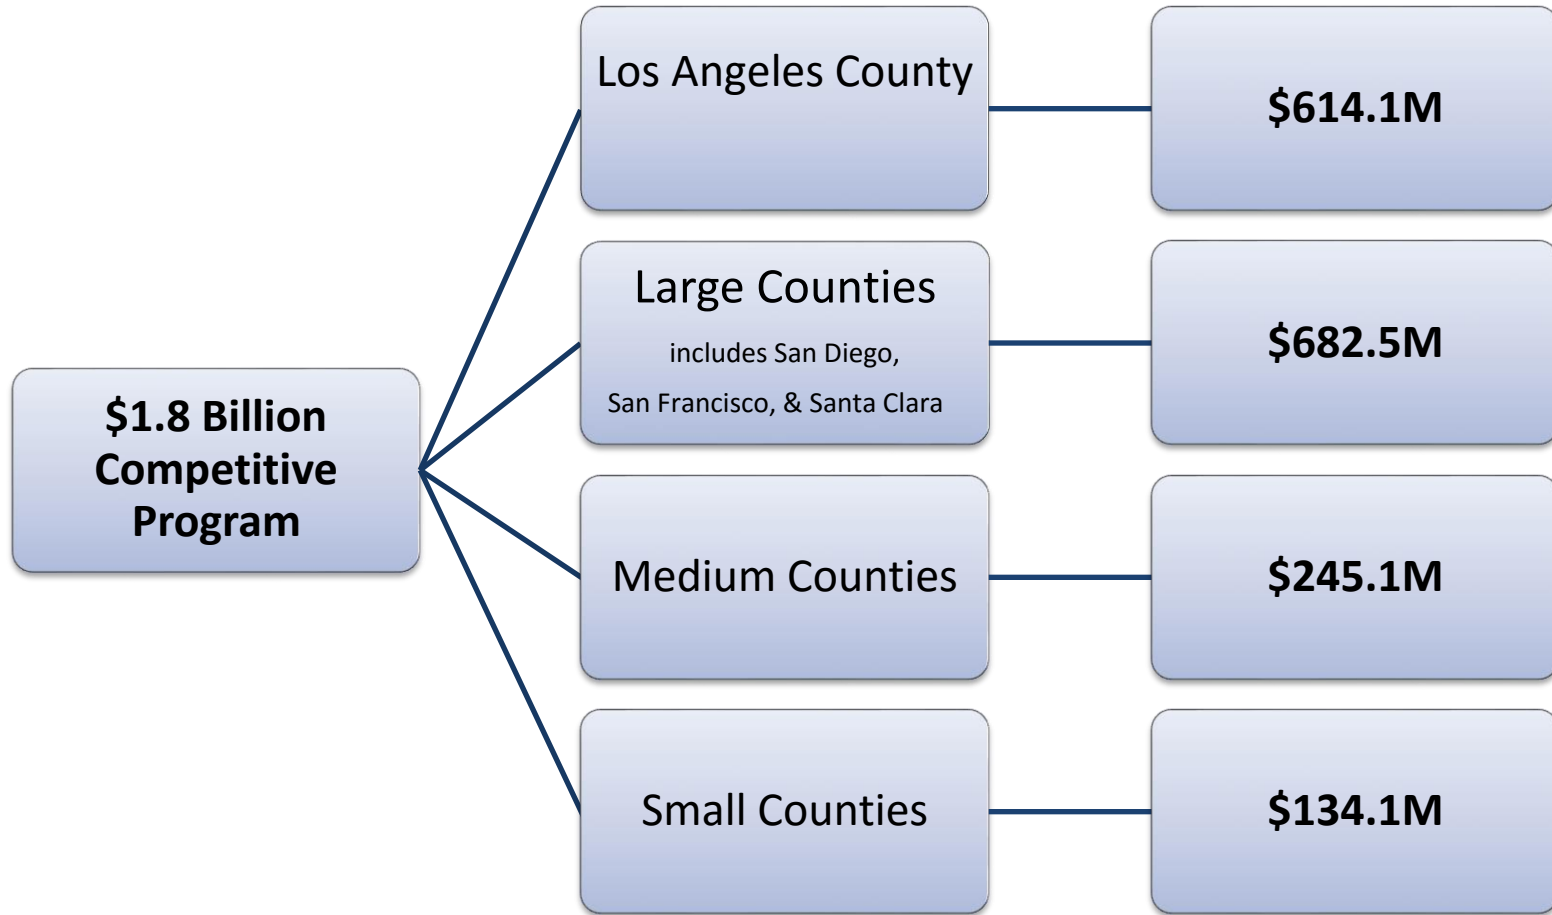 $1.8 Billion
Competitive
Program
Los Angeles County
$614.1M
Large Counties
includes San Diego,
San Francisco, & Santa Clara
$682.5M
Medium Counties
$245.1M
Small Counties
$134.1M